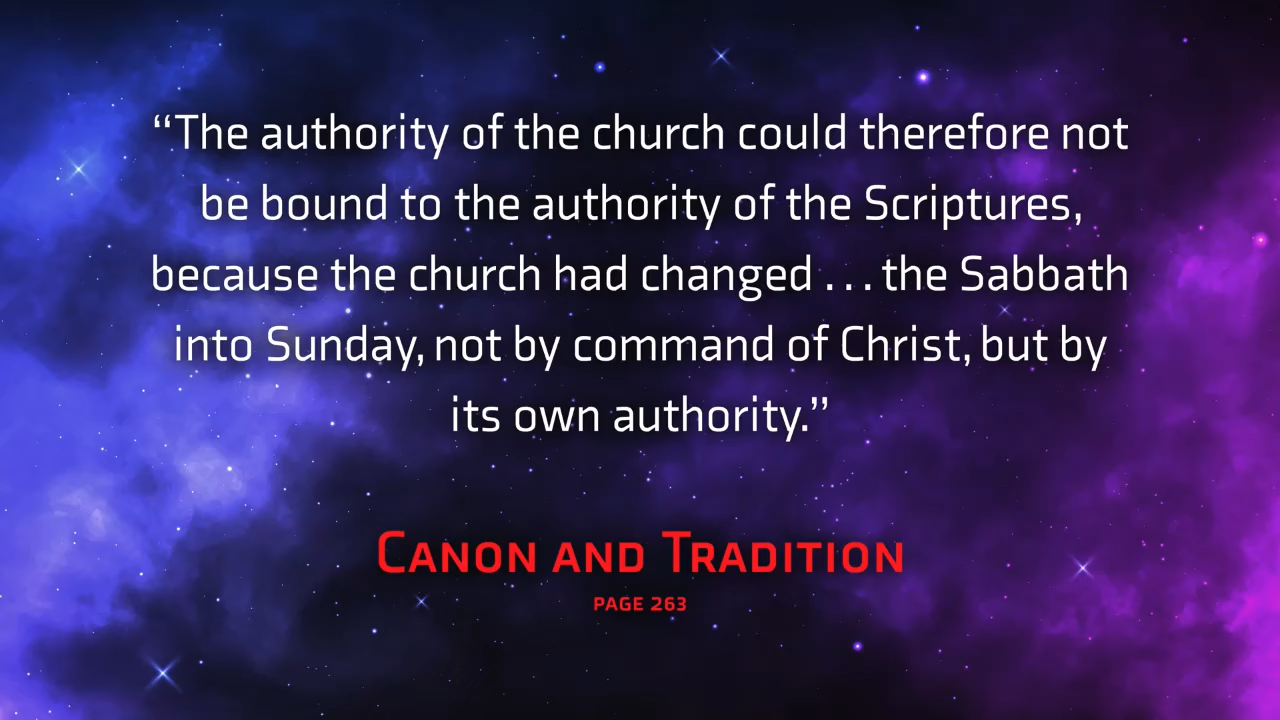 “The authority of the church could therefore not
be bound to the authority of the Scriptures,
because the church had changed . . . the Sabbath
into Sunday, not by command of Christ, but by
its own authority.”
Canon and Tradition
PAGE 263